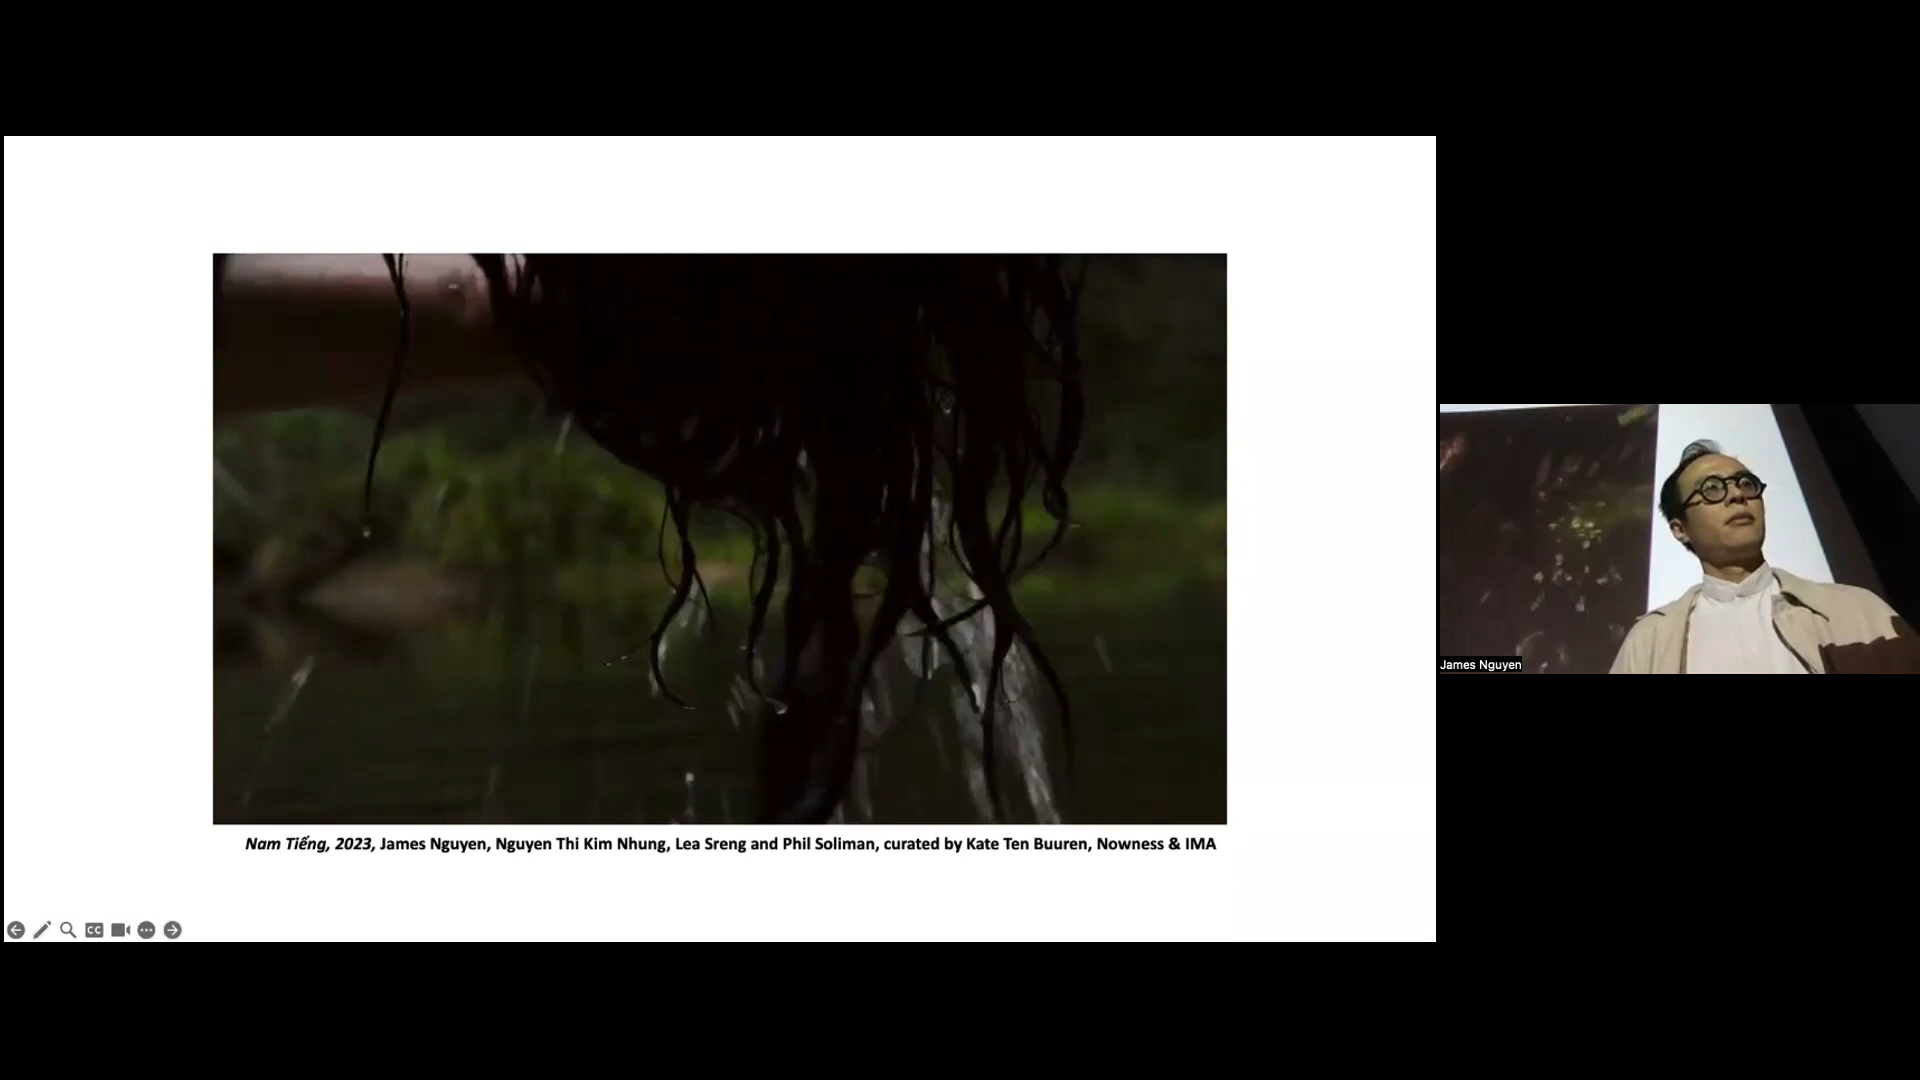 Nam Tiếng, 2023, James Nguyen, Nguyen Thi Kim Nhung, Lea Sreng and Phil Soliman, curated by Kate Ten Buuren, Nowness & IMA
James Nguyen
CC